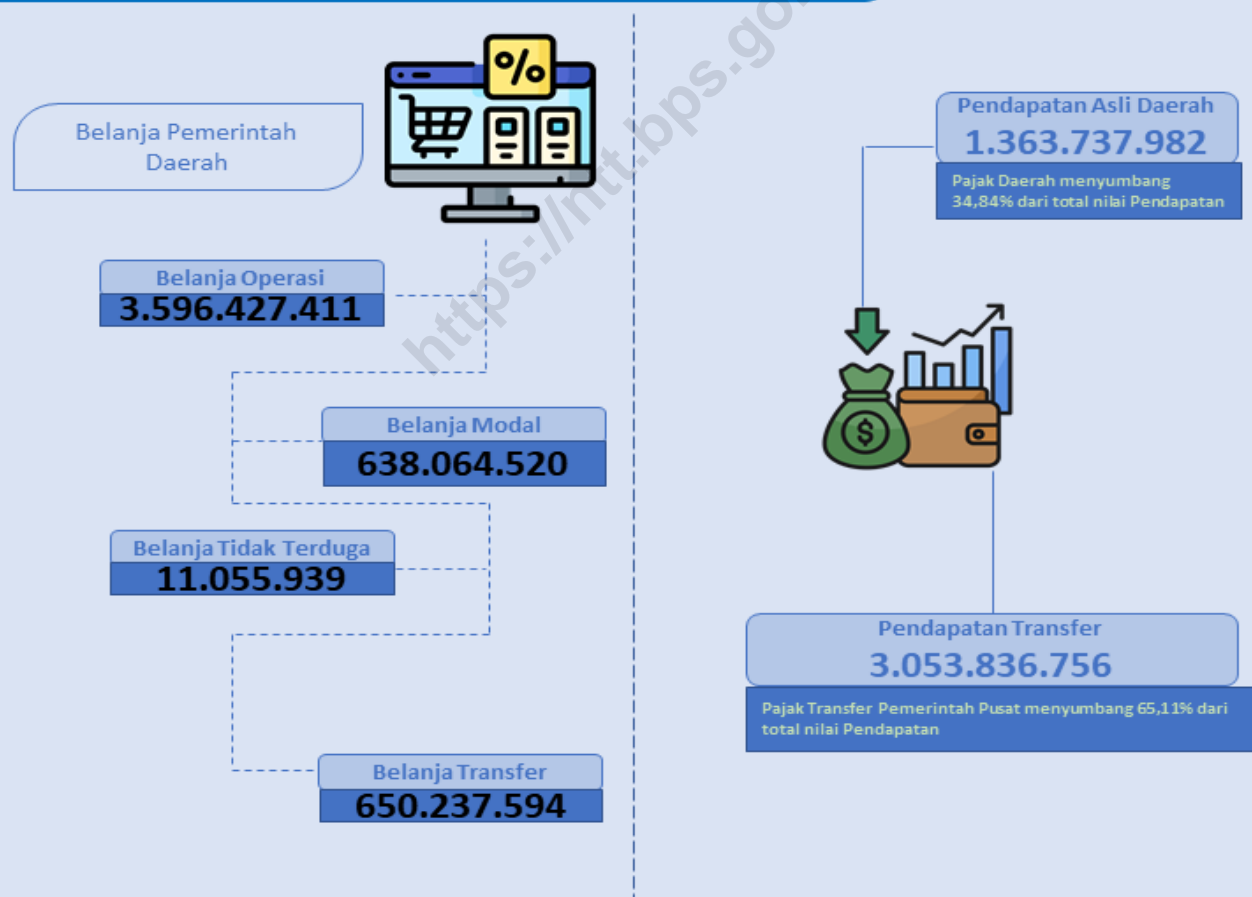 %
Belanja Pemerintah
Daerah
Belanja Operasi
3.596.427.411
Belanja Modal
638.064.520
Belanja Tidak Terduga
11.055.939
Belanja Transfer
650.237.594
https://ntt.bps.go
Pendapatan Asli Daerah
1.363.737.982
Pajak Daerah menyumbang
34,84% dari total nilai Pendapatan
$
Pendapatan Transfer
3.053.836.756
Pajak Transfer Pemerintah Pusat menyumbang 65,11% dari
total nilai Pendapatan